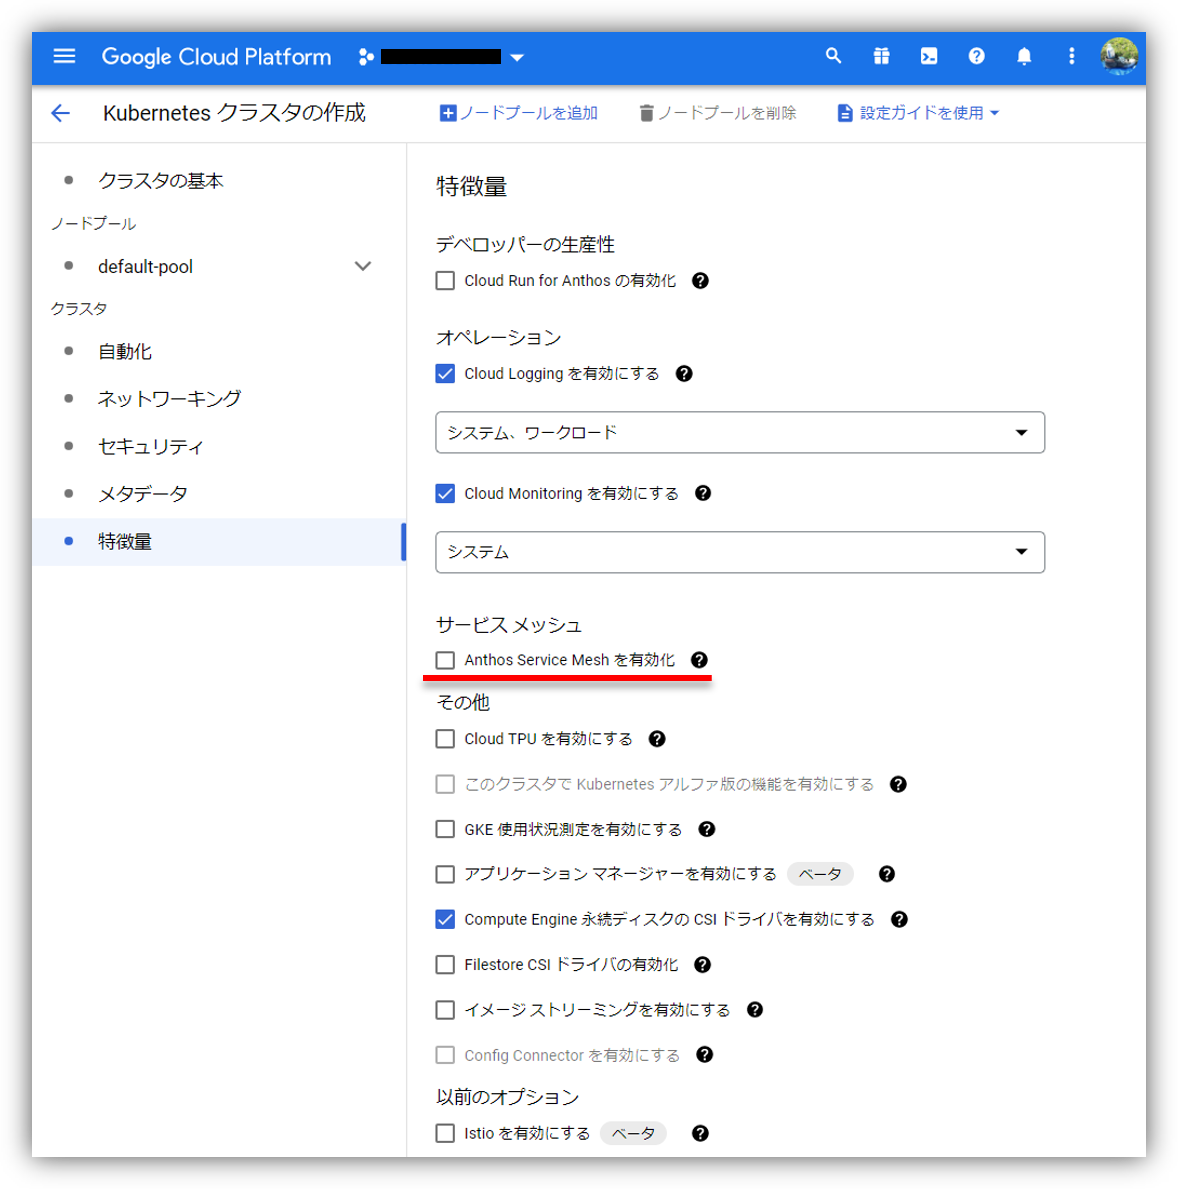 Google Cloud Platform
Kubernetes クラスタの作成
ノードプールを追加
ノードプールを削除
設定ガイドを使用
クラスタの基本
ノードプール
default-pool
クラスタ
自動化
ネットワーキング
セキュリティ
メタデータ
特徴量
特徴量
デベロッパーの生産性
Cloud Run for Anthos の有効化
オペレーション
Cloud Logging を有効にする
システム、ワークロード
Cloud Monitoring を有効にする
システム
サービス メッシュ
Anthos Service Mesh を有効化
その他
Cloud TPU を有効にする
このクラスタで Kubernetes アルファ版の機能を有効にする
GKE 使用状況測定を有効にする
アプリケーション マネージャーを有効にする ベータ
Compute Engine 永続ディスクの CSI ドライバを有効にする
Filestore CSI ドライバの有効化
イメージ ストリーミングを有効にする
Config Connector を有効にする
以前のオプション
Istio を有効にする ベータ